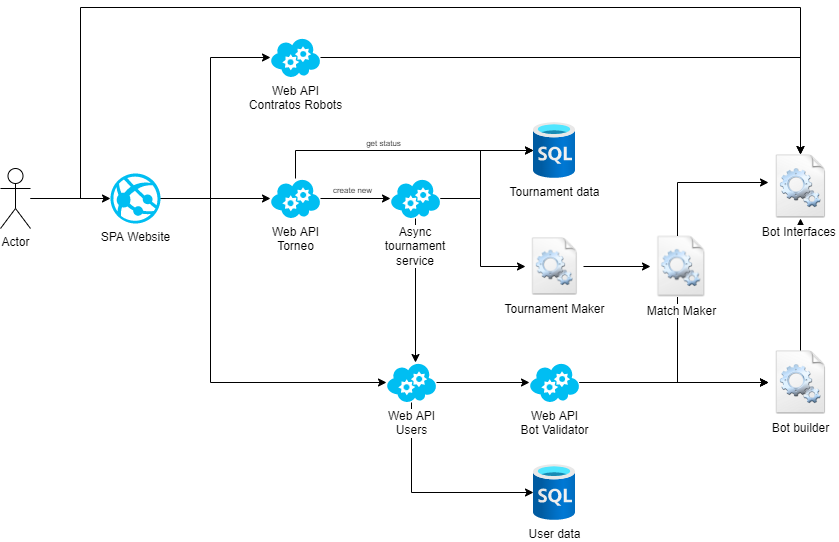 Web API
Contratos Robots
get status
SQL
Tournament data
create new
Actor
SPA Website
Web API
Torneo
Async
tournament
service
Bot Interfaces
Tournament Maker
Match Maker
Web API
Users
Web API
Bot Validator
Bot builder
SQL
User data